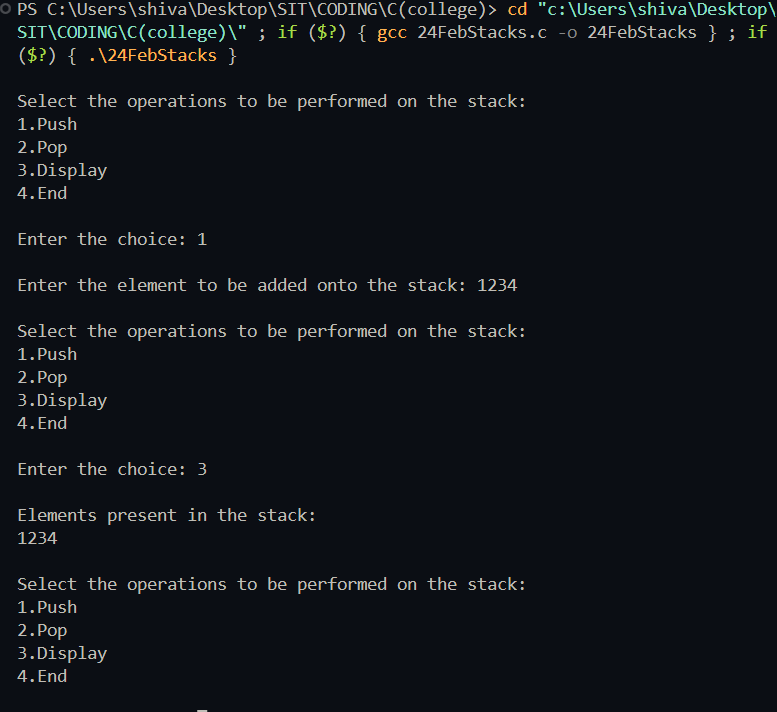 PS C:\Users\shiva\Desktop\SIT\CODING\C(college)> cd "c:\Users\shiva\Desktop\
SIT\CODING\C(college)\" ; if ($?) { gcc 24FebStacks.c -o 24FebStacks } ; if
($?) { .\24FebStacks }
Select the operations to be performed on the stack:
1.Push
2.Pop
3.Display
4.End
Enter the choice: 1
Enter the element to be added onto the stack: 1234
Select the operations to be performed on the stack:
1.Push
2.Pop
3.Display
4.End
Enter the choice: 3
Elements present in the stack:
1234
Select the operations to be performed on the stack:
1.Push
2.Pop
3.Display
4.End